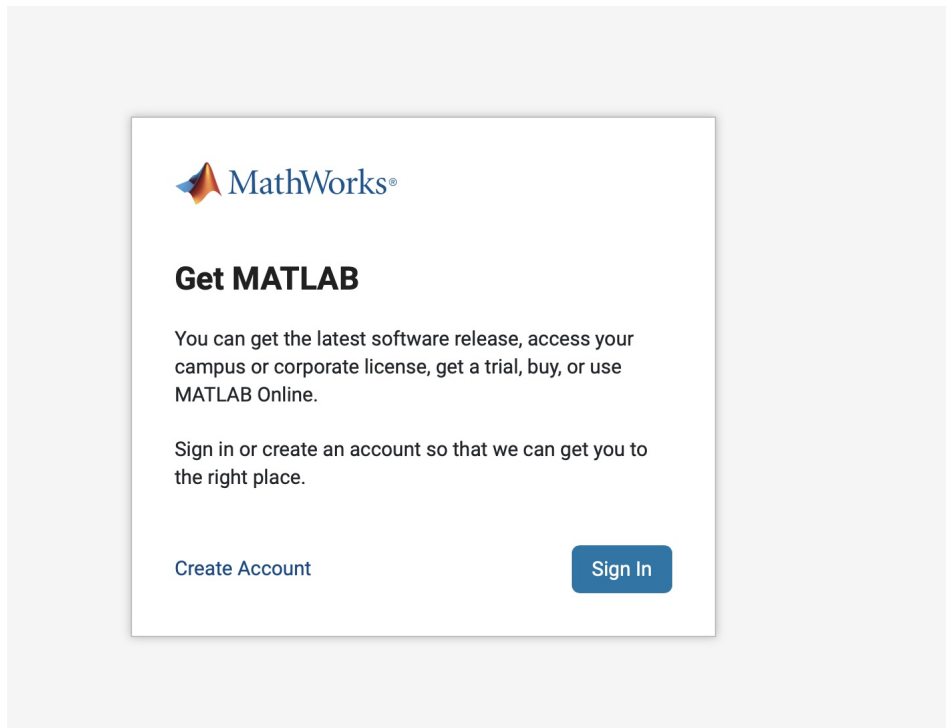 MathWorks®
Get MATLAB
You can get the latest software release, access your
campus or corporate license, get a trial, buy, or use
MATLAB Online.
Sign in or create an account so that we can get you to
the right place.
Create Account
Sign In